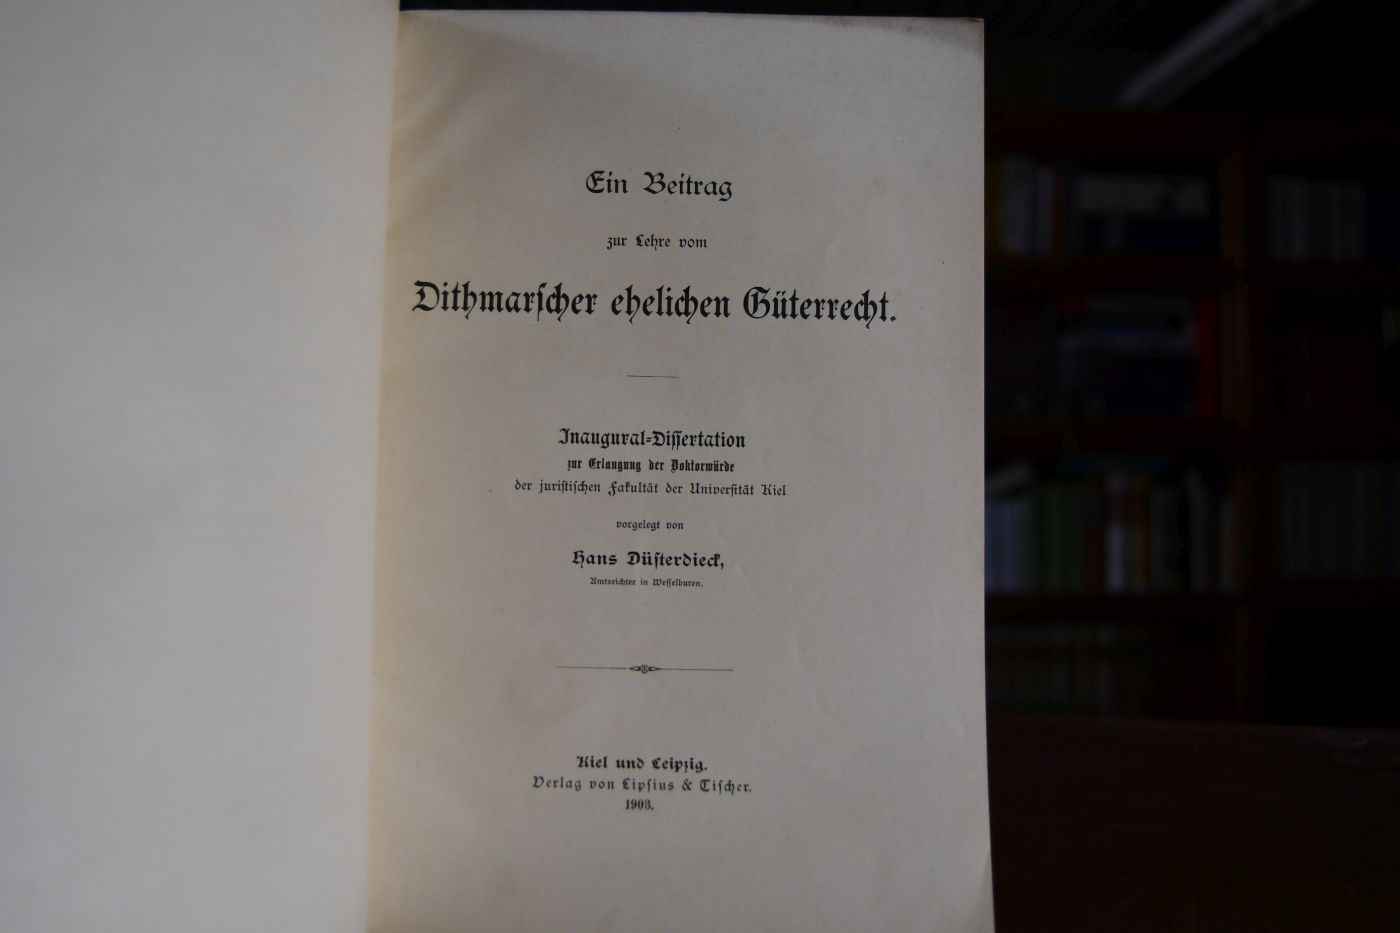 Ein Beitrag
zur Lehre vom
Dithmarſcher ehelichen Güterrecht.
Inaugural-Diſſertation
zur Erlangung der Doktorwürde
der juriſtiſchen Fakultät der Univerſität Kiel
vorgelegt von
Hans Düſterdieck,
Amtsrichter in Weſſelburen.
Kiel und Leipzig.
Verlag von Lipſius & Tiſcher.
1903.